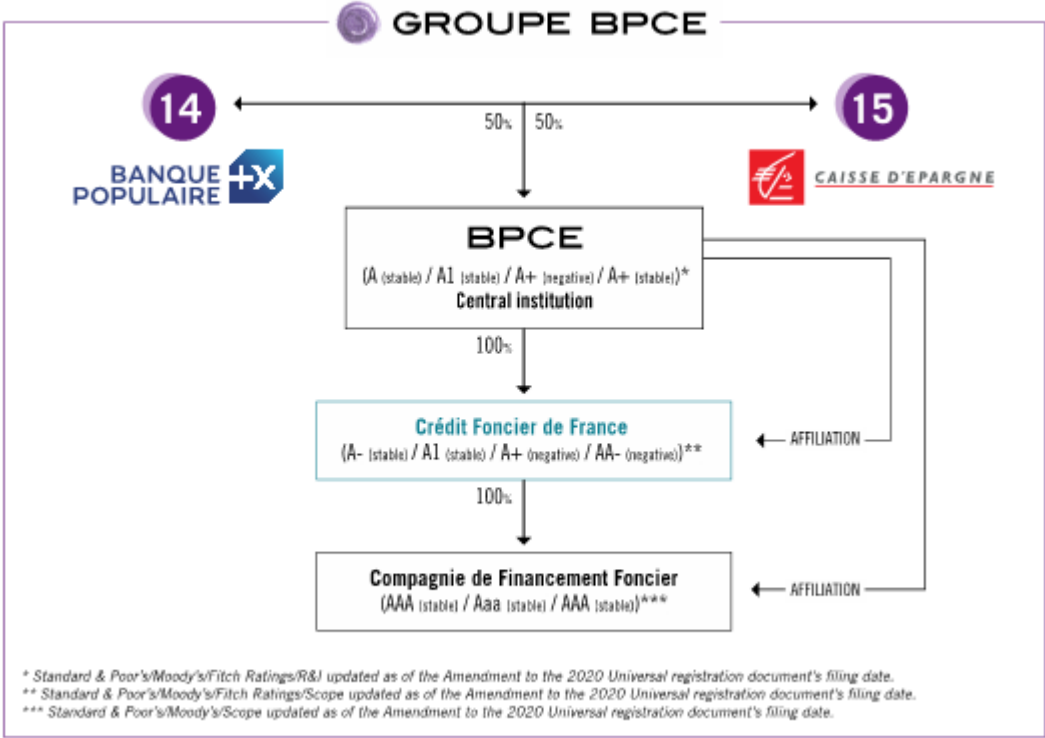 GROUPE BPCE
14
15
50% 50%
BANQUE
POPULAIRE
+X
CAISSE D'EPARGNE
BPCE
(A (stable) / A1 (stable) / A+ (negative) / A+ (stable))*
Central institution
100%
Crédit Foncier de France
(A- (stable) / A1 (stable) / A+ (negative) / AA- (negative))**
AFFILIATION
100%
Compagnie de Financement Foncier
(AAA (stable) / Aaa (stable) / AAA (stable))***
AFFILIATION
* Standard & Poor's/Moody's/Fitch Ratings/R&I updated as of the Amendment to the 2020 Universal registration document's filing date.
** Standard & Poor's/Moody's/Fitch Ratings/Scope updated as of the Amendment to the 2020 Universal registration document's filing date.
*** Standard & Poor's/Moody's/Scope updated as of the Amendment to the 2020 Universal registration document's filing date.